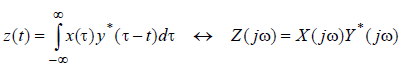 z(t) = ∫_{-∞}^{∞} x(τ)y*(τ−t)dτ ↔ Z(jω) = X(jω)Y*(jω)